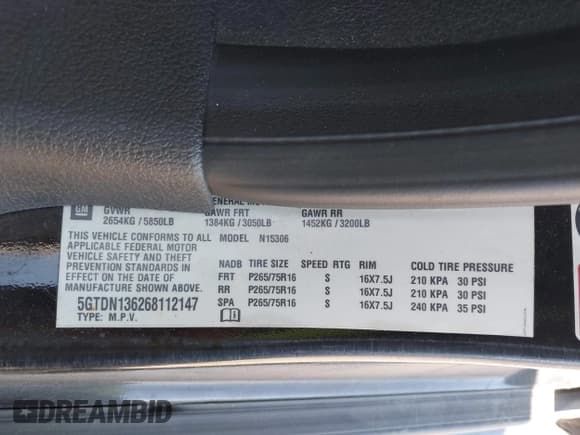 GM
GENERAL MO
GVWR GAWR FRT GAWR RR
2654KG / 5850LB 1384KG / 3050LB 1452KG / 3200LB
THIS VEHICLE CONFORMS TO ALL MODEL N15306
APPLICABLE FEDERAL MOTOR
VEHICLE SAFETY AND THEFT NADB TIRE SIZE SPEED RTG RIM COLD TIRE PRESSURE
PREVENTION STANDARDS IN FRT P265/75R16 S 16X7.5J 210 KPA 30 PSI
EFFECT ON THE DATE OF RR P265/75R16 S 16X7.5J 210 KPA 30 PSI
MANUFACTURE SHOWN ABOVE. SPA P265/75R16 S 16X7.5J 240 KPA 35 PSI
5GTDN136268112147
TYPE: M.P.V.
DREAMBID